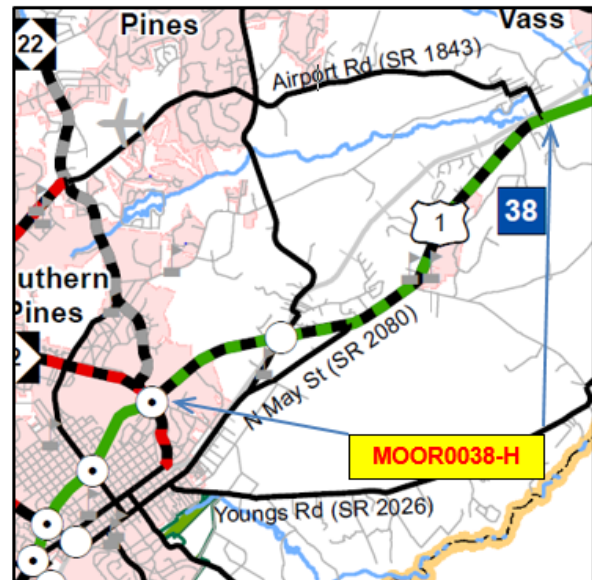 22
Pines
Vass
Airport Rd (SR 1843)
38
1
uthern
Pines
2
N May St (SR 2080)
MOOR0038-H
Youngs Rd (SR 2026)